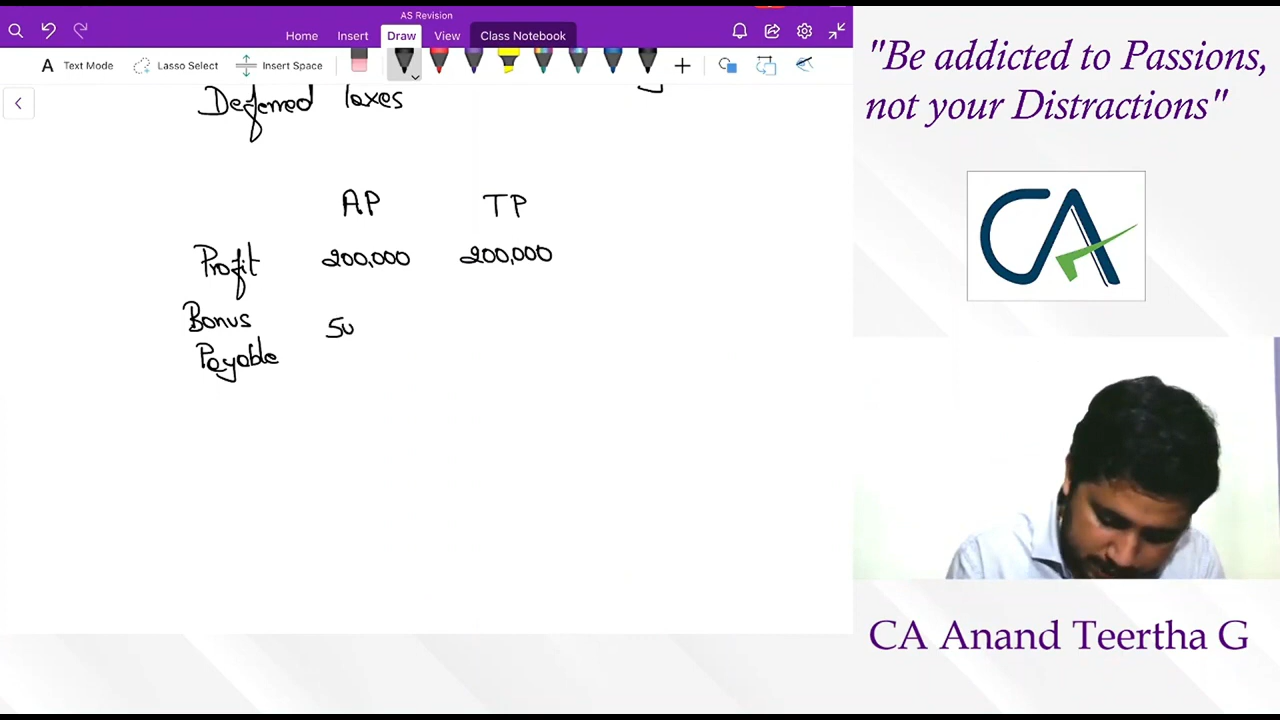 AS Revision
Home Insert Draw View Class Notebook
Text Mode Lasso Select Insert Space
Deferred taxes
AP TP
Profit 200,000 200,000
Bonus 50
Payable
"Be addicted to Passions,
not your Distractions"
CA
CA Anand Teertha G